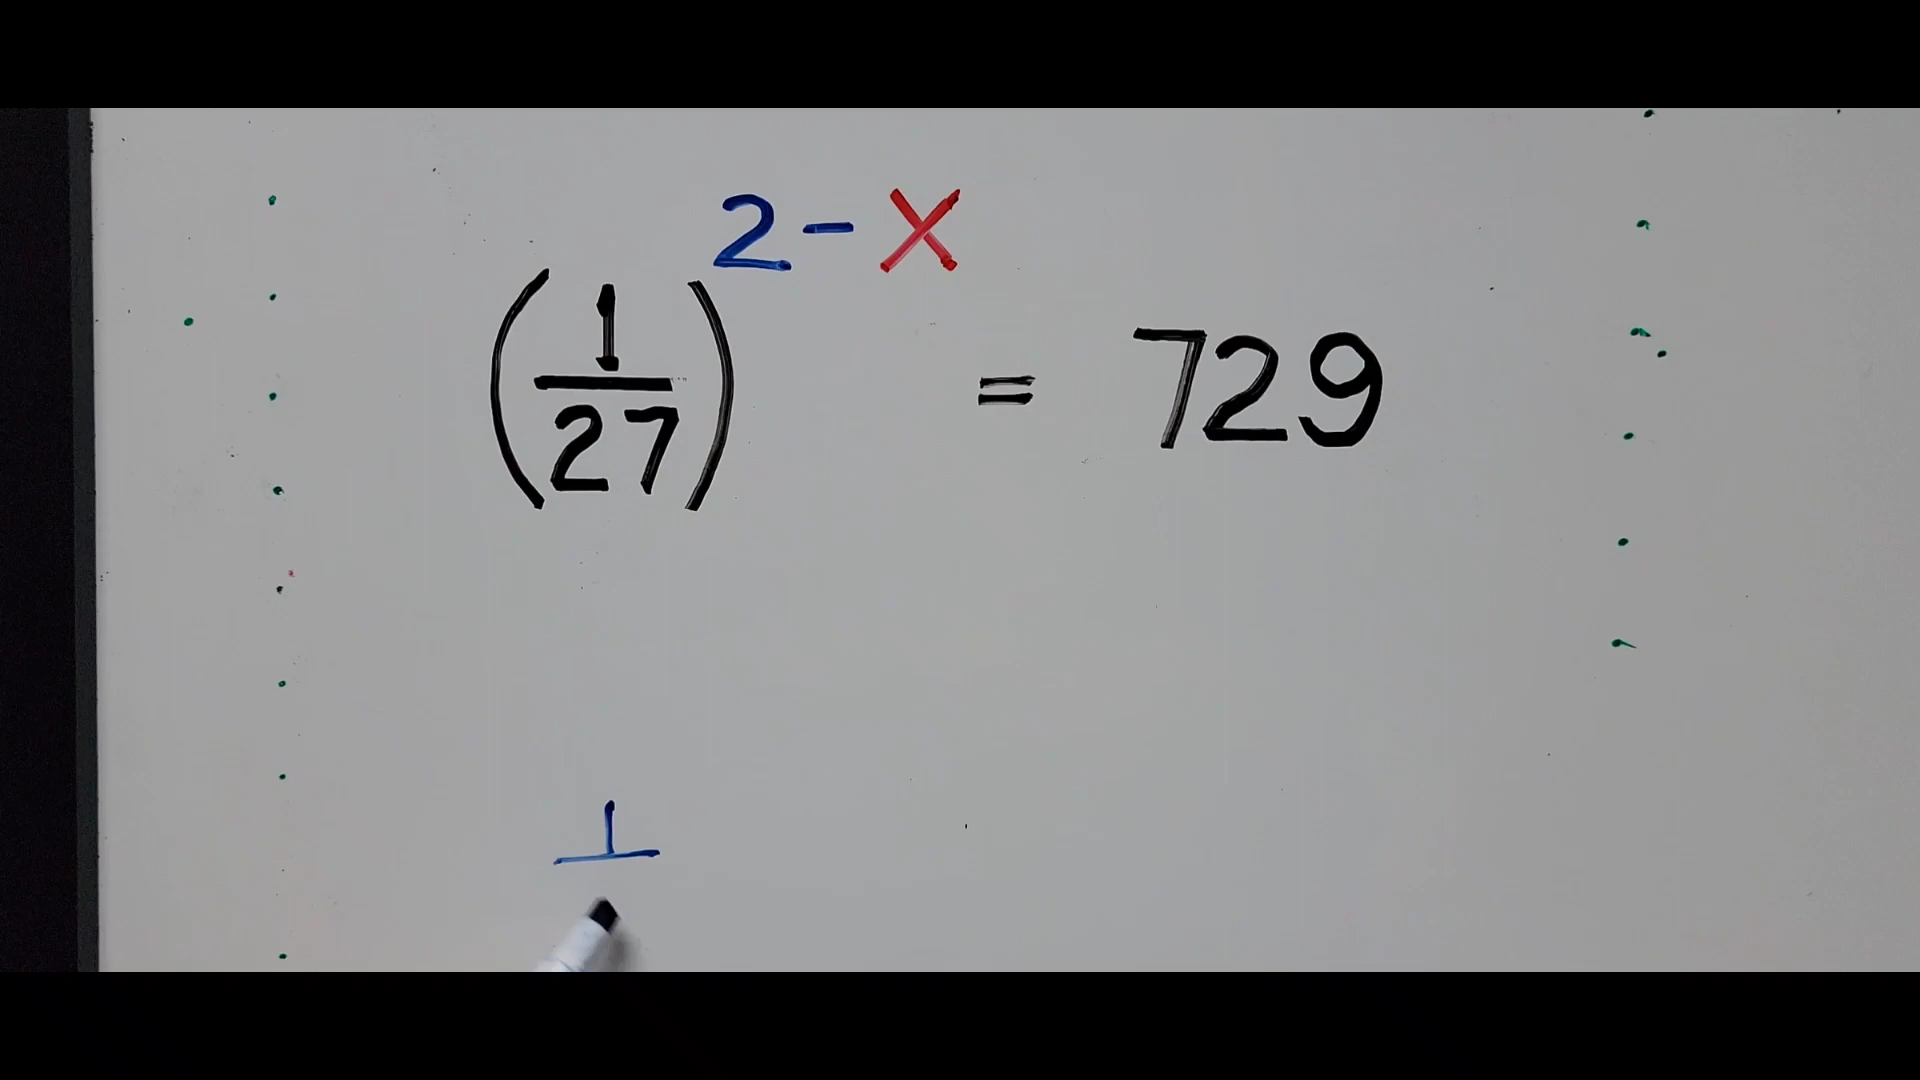 (1/27)^(2-X) = 729
1